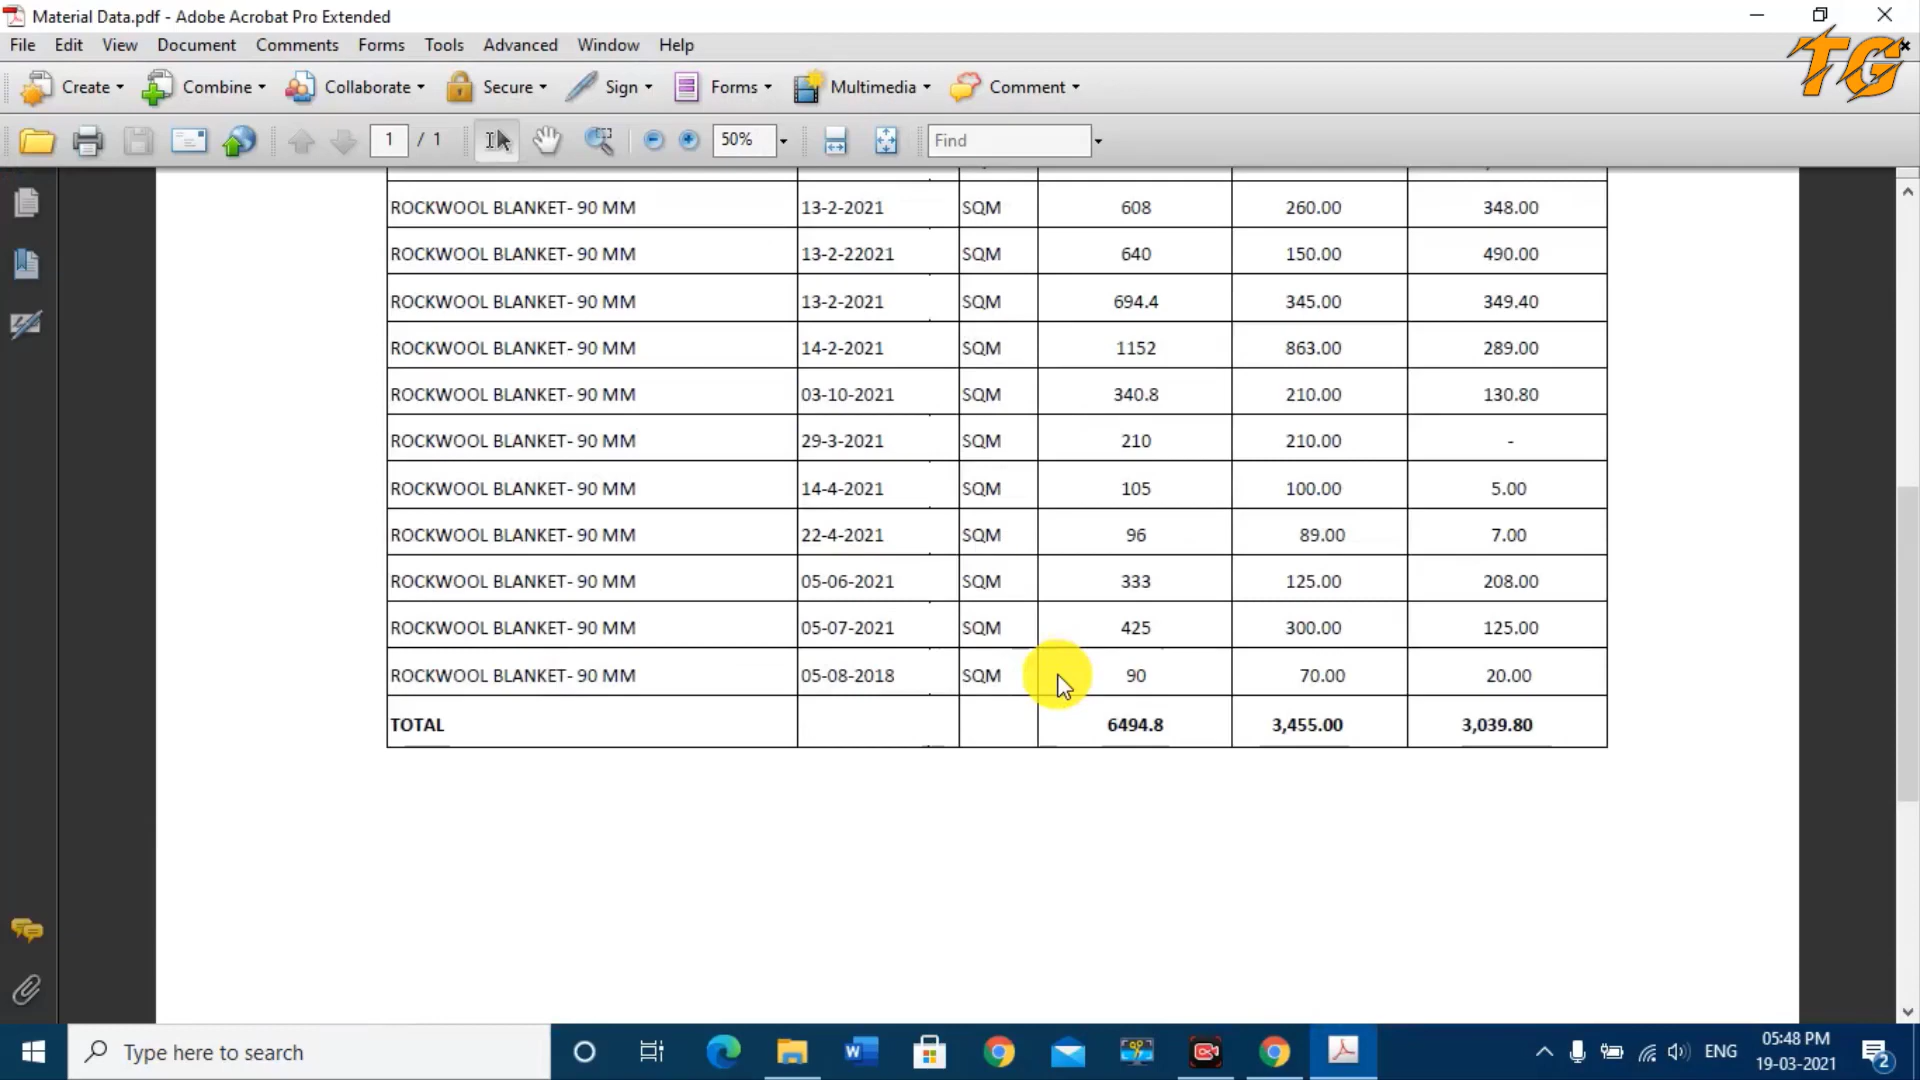 Material Data.pdf - Adobe Acrobat Pro Extended
File Edit View Document Comments Forms Tools Advanced Window Help
TG
Create Combine Collaborate Secure Sign Forms Multimedia Comment
1 / 1 50% Find
ROCKWOOL BLANKET- 90 MM 13-2-2021 SQM 608 260.00 348.00
ROCKWOOL BLANKET- 90 MM 13-2-22021 SQM 640 150.00 490.00
ROCKWOOL BLANKET- 90 MM 13-2-2021 SQM 694.4 345.00 349.40
ROCKWOOL BLANKET- 90 MM 14-2-2021 SQM 1152 863.00 289.00
ROCKWOOL BLANKET- 90 MM 03-10-2021 SQM 340.8 210.00 130.80
ROCKWOOL BLANKET- 90 MM 29-3-2021 SQM 210 210.00 -
ROCKWOOL BLANKET- 90 MM 14-4-2021 SQM 105 100.00 5.00
ROCKWOOL BLANKET- 90 MM 22-4-2021 SQM 96 89.00 7.00
ROCKWOOL BLANKET- 90 MM 05-06-2021 SQM 333 125.00 208.00
ROCKWOOL BLANKET- 90 MM 05-07-2021 SQM 425 300.00 125.00
ROCKWOOL BLANKET- 90 MM 05-08-2018 SQM 90 70.00 20.00
TOTAL 6494.8 3,455.00 3,039.80
Type here to search ENG 05:48 PM
19-03-2021 2